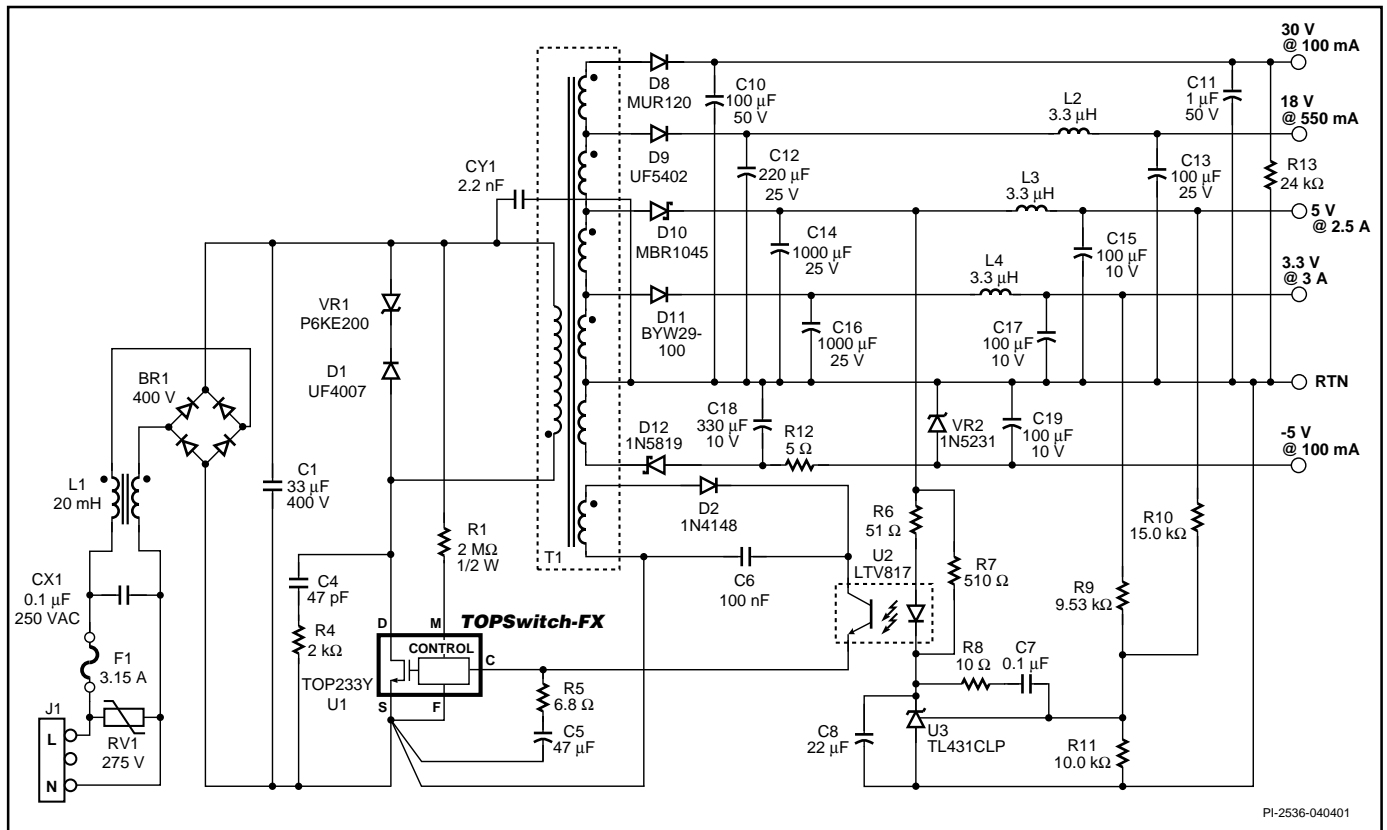 30 V
@ 100 mA
D8
MUR120
C10
100 µF
50 V
C11
1 µF
50 V
L2
3.3 µH
18 V
@ 550 mA
D9
UF5402
C12
220 µF
25 V
C13
100 µF
25 V
R13
24 kΩ
CY1
2.2 nF
L3
3.3 µH
5 V
@ 2.5 A
D10
MBR1045
C14
1000 µF
25 V
C15
100 µF
10 V
L4
3.3 µH
3.3 V
@ 3 A
VR1
P6KE200
D11
BYW29-
100
C16
1000 µF
25 V
C17
100 µF
10 V
D1
UF4007
BR1
400 V
RTN
C18
330 µF
10 V
D12
1N5819
R12
5 Ω
VR2
1N5231
C19
100 µF
10 V
-5 V
@ 100 mA
C1
33 µF
400 V
L1
20 mH
D2
1N4148
R6
51 Ω
R10
15.0 kΩ
R1
2 MΩ
1/2 W
T1
U2
LTV817
R7
510 Ω
CX1
0.1 µF
250 VAC
C4
47 pF
C6
100 nF
R9
9.53 kΩ
R4
2 kΩ
D
M
TOPSwitch-FX
CONTROL
C
TOP233Y
U1
S
F
F1
3.15 A
R8
10 Ω
C7
0.1 µF
R5
6.8 Ω
C5
47 µF
J1
L
N
RV1
275 V
C8
22 µF
U3
TL431CLP
R11
10.0 kΩ
PI-2536-040401